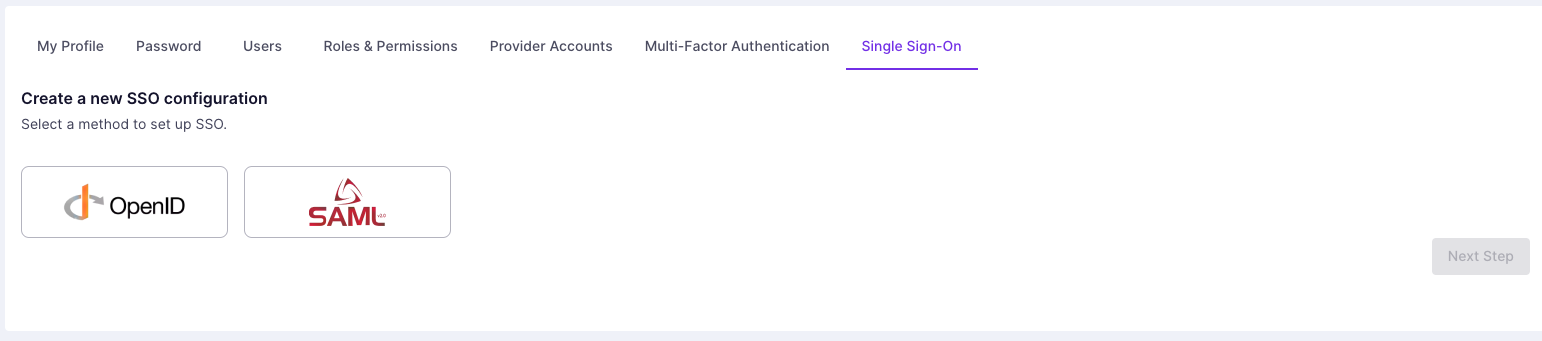 My Profile Password Users Roles & Permissions Provider Accounts Multi-Factor Authentication Single Sign-On
Create a new SSO configuration
Select a method to set up SSO.
OpenID SAML v2.0
Next Step